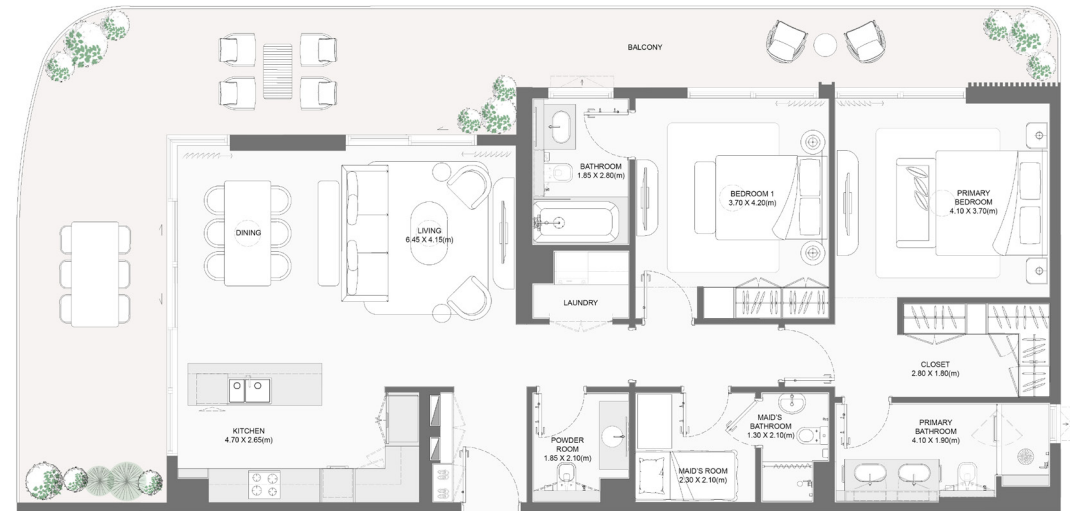 BALCONY
BATHROOM
1.85 X 2.80(m)
BEDROOM 1
3.70 X 4.20(m)
PRIMARY
BEDROOM
4.10 X 3.70(m)
DINING
LIVING
6.45 X 4.15(m)
LAUNDRY
CLOSET
2.80 X 1.80(m)
KITCHEN
4.70 X 2.65(m)
POWDER
ROOM
1.85 X 2.10(m)
MAID'S
BATHROOM
1.30 X 2.10(m)
MAID'S ROOM
2.30 X 2.10(m)
PRIMARY
BATHROOM
4.10 X 1.90(m)